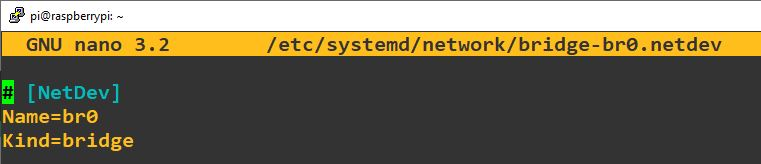 pi@raspberrypi: ~
GNU nano 3.2 /etc/systemd/network/bridge-br0.netdev
# [NetDev]
Name=br0
Kind=bridge